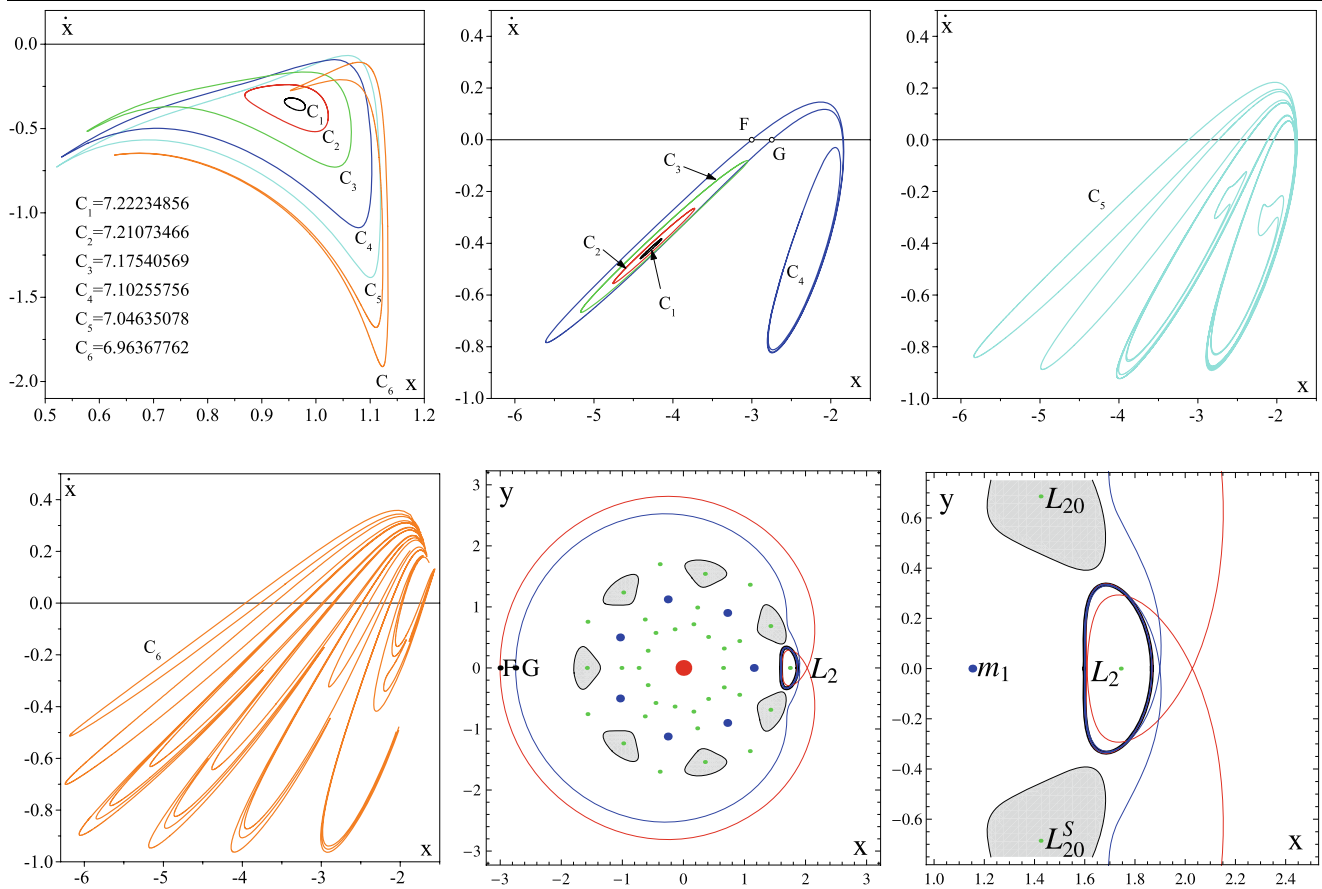 ẋ
0.0
-0.5
-1.0
-1.5
-2.0
C1
C2
C3
C4
C5
C6
C1=7.22234856
C2=7.21073466
C3=7.17540569
C4=7.10255756
C5=7.04635078
C6=6.96367762
x
0.5 0.6 0.7 0.8 0.9 1.0 1.1 1.2
ẋ
0.4
0.2
0.0
-0.2
-0.4
-0.6
-0.8
-1.0
F
G
C3
C2
C1
C4
x
-6 -5 -4 -3 -2
ẋ
0.4
0.2
0.0
-0.2
-0.4
-0.6
-0.8
-1.0
C5
x
-6 -5 -4 -3 -2
ẋ
0.4
0.2
0.0
-0.2
-0.4
-0.6
-0.8
-1.0
C6
x
-6 -5 -4 -3 -2
y
3
2
1
0
-1
-2
-3
F G
L2
x
-3 -2 -1 0 1 2 3
y
0.6
0.4
0.2
0.0
-0.2
-0.4
-0.6
L20
m1
L2
L20^S
x
1.0 1.2 1.4 1.6 1.8 2.0 2.2 2.4